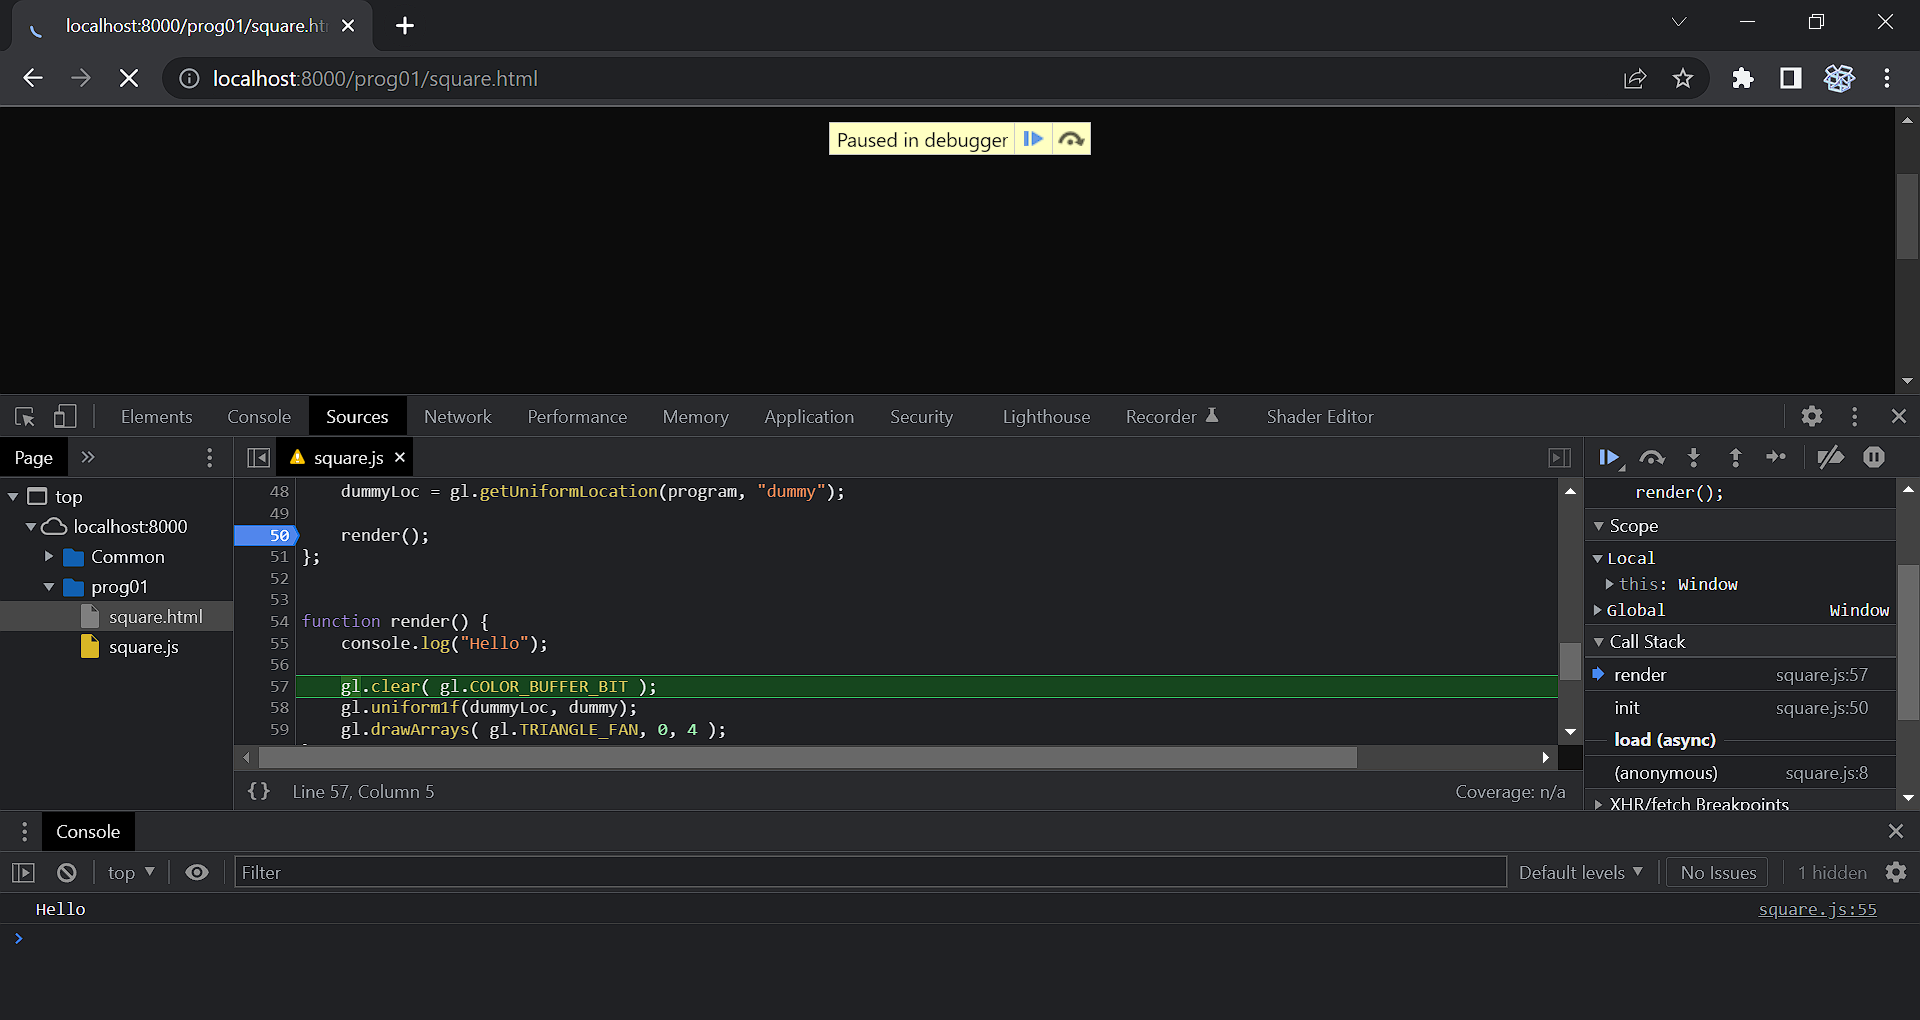 localhost:8000/prog01/square.ht
localhost:8000/prog01/square.html
Paused in debugger
Elements Console Sources Network Performance Memory Application Security Lighthouse Recorder Shader Editor
Page
square.js
top
localhost:8000
Common
prog01
square.html
square.js
48 dummyLoc = gl.getUniformLocation(program, "dummy");
49
50 render();
51 };
52
53
54 function render() {
55 console.log("Hello");
56
57 gl.clear( gl.COLOR_BUFFER_BIT );
58 gl.uniform1f(dummyLoc, dummy);
59 gl.drawArrays( gl.TRIANGLE_FAN, 0, 4 );
{} Line 57, Column 5 Coverage: n/a
render();
Scope
Local
this: Window
Global Window
Call Stack
render square.js:57
init square.js:50
load (async)
(anonymous) square.js:8
XHR/fetch Breakpoints
Console
top Filter Default levels No Issues 1 hidden
Hello square.js:55